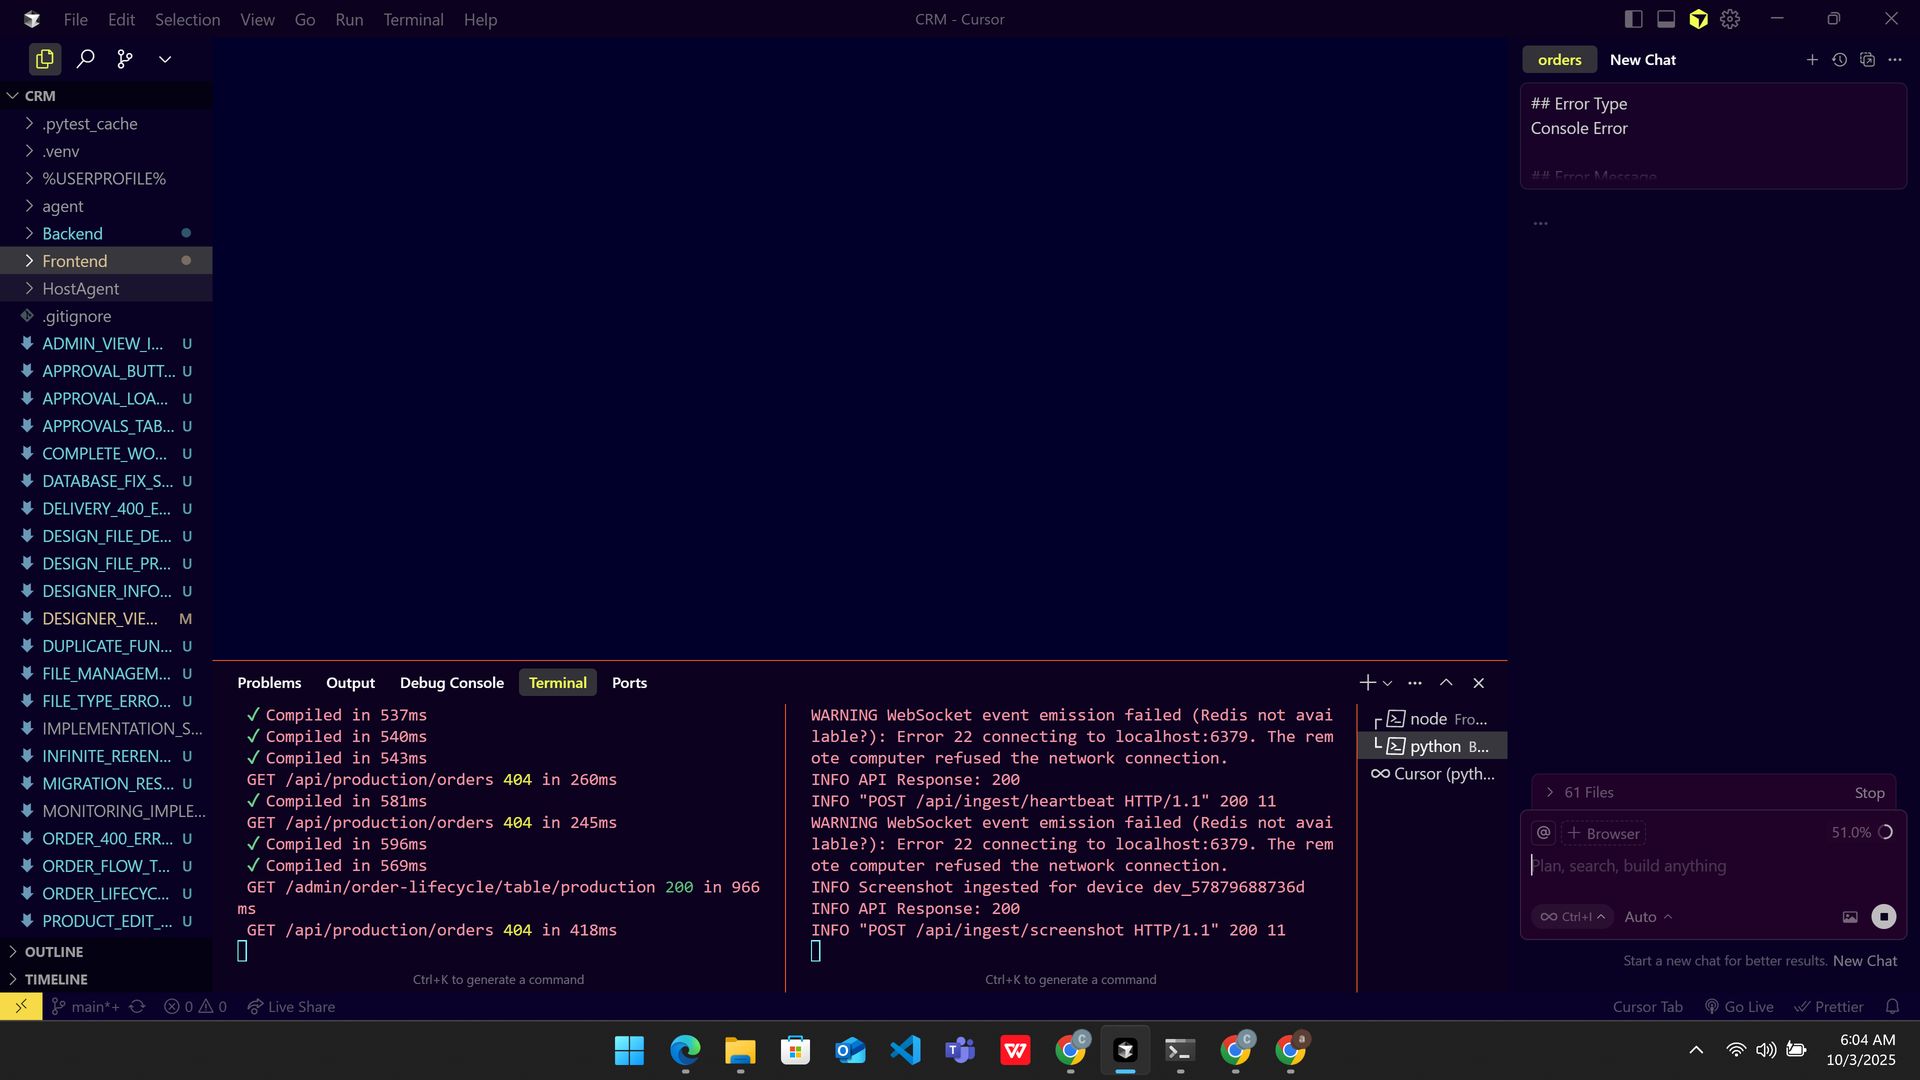 File Edit Selection View Go Run Terminal Help
CRM - Cursor
CRM
.pytest_cache
.venv
%USERPROFILE%
agent
Backend
Frontend
HostAgent
.gitignore
ADMIN_VIEW_I... U
APPROVAL_BUTT... U
APPROVAL_LOA... U
APPROVALS_TAB... U
COMPLETE_WO... U
DATABASE_FIX_S... U
DELIVERY_400_E... U
DESIGN_FILE_DE... U
DESIGN_FILE_PR... U
DESIGNER_INFO... U
DESIGNER_VIE... M
DUPLICATE_FUN... U
FILE_MANAGEM... U
FILE_TYPE_ERRO... U
IMPLEMENTATION_S...
INFINITE_REREN... U
MIGRATION_RES... U
MONITORING_IMPLE...
ORDER_400_ERR... U
ORDER_FLOW_T... U
ORDER_LIFECYC... U
PRODUCT_EDIT_... U
OUTLINE
TIMELINE
Problems Output Debug Console Terminal Ports
✓ Compiled in 537ms
✓ Compiled in 540ms
✓ Compiled in 543ms
GET /api/production/orders 404 in 260ms
✓ Compiled in 581ms
GET /api/production/orders 404 in 245ms
✓ Compiled in 596ms
✓ Compiled in 569ms
GET /admin/order-lifecycle/table/production 200 in 966
ms
GET /api/production/orders 404 in 418ms
Ctrl+K to generate a command
WARNING WebSocket event emission failed (Redis not avai
lable?): Error 22 connecting to localhost:6379. The rem
ote computer refused the network connection.
INFO API Response: 200
INFO "POST /api/ingest/heartbeat HTTP/1.1" 200 11
WARNING WebSocket event emission failed (Redis not avai
lable?): Error 22 connecting to localhost:6379. The rem
ote computer refused the network connection.
INFO Screenshot ingested for device dev_57879688736d
INFO API Response: 200
INFO "POST /api/ingest/screenshot HTTP/1.1" 200 11
Ctrl+K to generate a command
node Fro...
python B...
Cursor (pyth...
orders New Chat
## Error Type
Console Error
## Error Message
...
61 Files Stop
@ + Browser 51.0%
Plan, search, build anything
∞ Ctrl+I Auto
Start a new chat for better results. New Chat
main*+ 0 0 Live Share
Cursor Tab Go Live Prettier
6:04 AM
10/3/2025